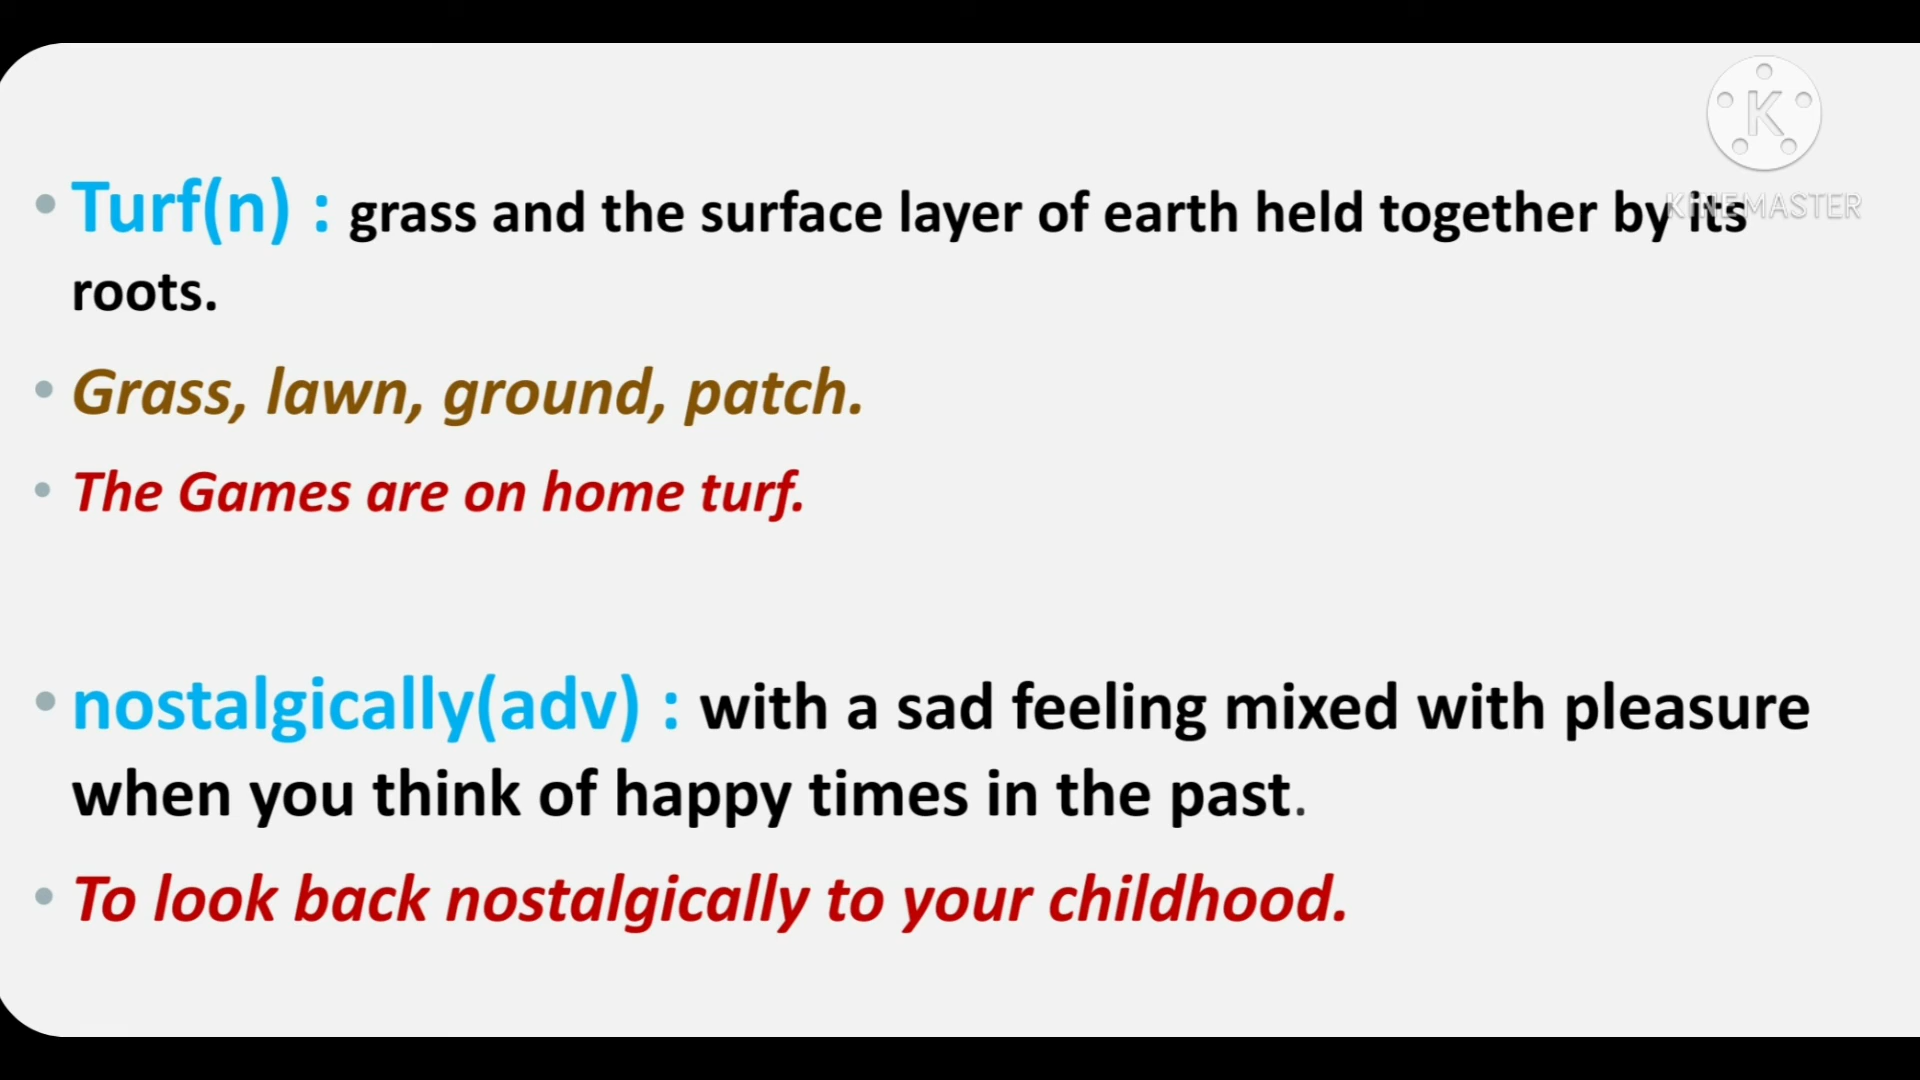 K
KINEMASTER
• Turf(n) : grass and the surface layer of earth held together by its
roots.
• Grass, lawn, ground, patch.
• The Games are on home turf.
• nostalgically(adv) : with a sad feeling mixed with pleasure
when you think of happy times in the past.
• To look back nostalgically to your childhood.